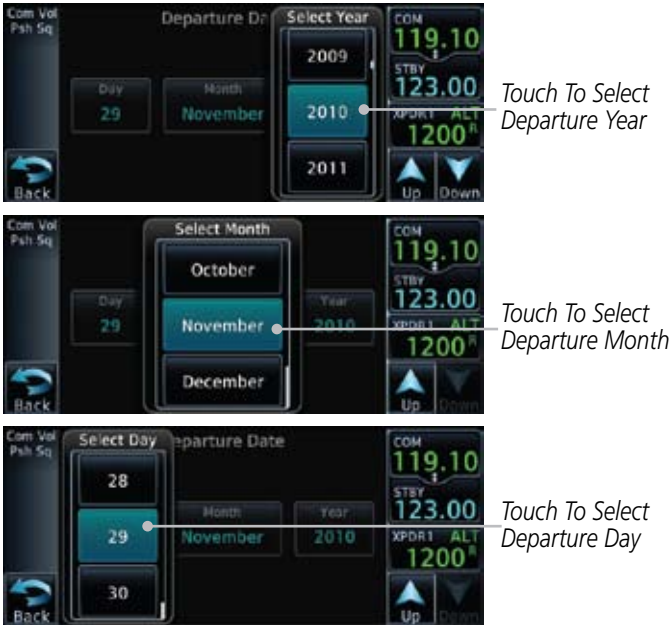 Com Vol
Psh Sq
Departure Da
Select Year
2009
2010
2011
Day
29
Month
November
COM
119.10
STBY
123.00
XPDR1 ALT
1200 R
Back
Up
Down
Touch To Select
Departure Year
Com Vol
Psh Sq
Select Month
October
November
December
Day
29
Year
2010
COM
119.10
STBY
123.00
XPDR1 ALT
1200 R
Back
Up
Down
Touch To Select
Departure Month
Com Vol
Psh Sq
Select Day
eparture Date
28
29
30
Month
November
Year
2010
COM
119.10
STBY
123.00
XPDR1 ALT
1200 R
Back
Up
Down
Touch To Select
Departure Day